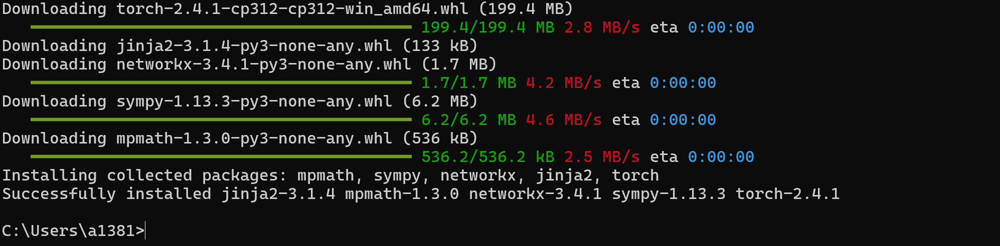 Downloading torch-2.4.1-cp312-cp312-win_amd64.whl (199.4 MB)
199.4/199.4 MB 2.8 MB/s eta 0:00:00
Downloading jinja2-3.1.4-py3-none-any.whl (133 kB)
Downloading networkx-3.4.1-py3-none-any.whl (1.7 MB)
1.7/1.7 MB 4.2 MB/s eta 0:00:00
Downloading sympy-1.13.3-py3-none-any.whl (6.2 MB)
6.2/6.2 MB 4.6 MB/s eta 0:00:00
Downloading mpmath-1.3.0-py3-none-any.whl (536 kB)
536.2/536.2 kB 2.5 MB/s eta 0:00:00
Installing collected packages: mpmath, sympy, networkx, jinja2, torch
Successfully installed jinja2-3.1.4 mpmath-1.3.0 networkx-3.4.1 sympy-1.13.3 torch-2.4.1
C:\Users\a1381>